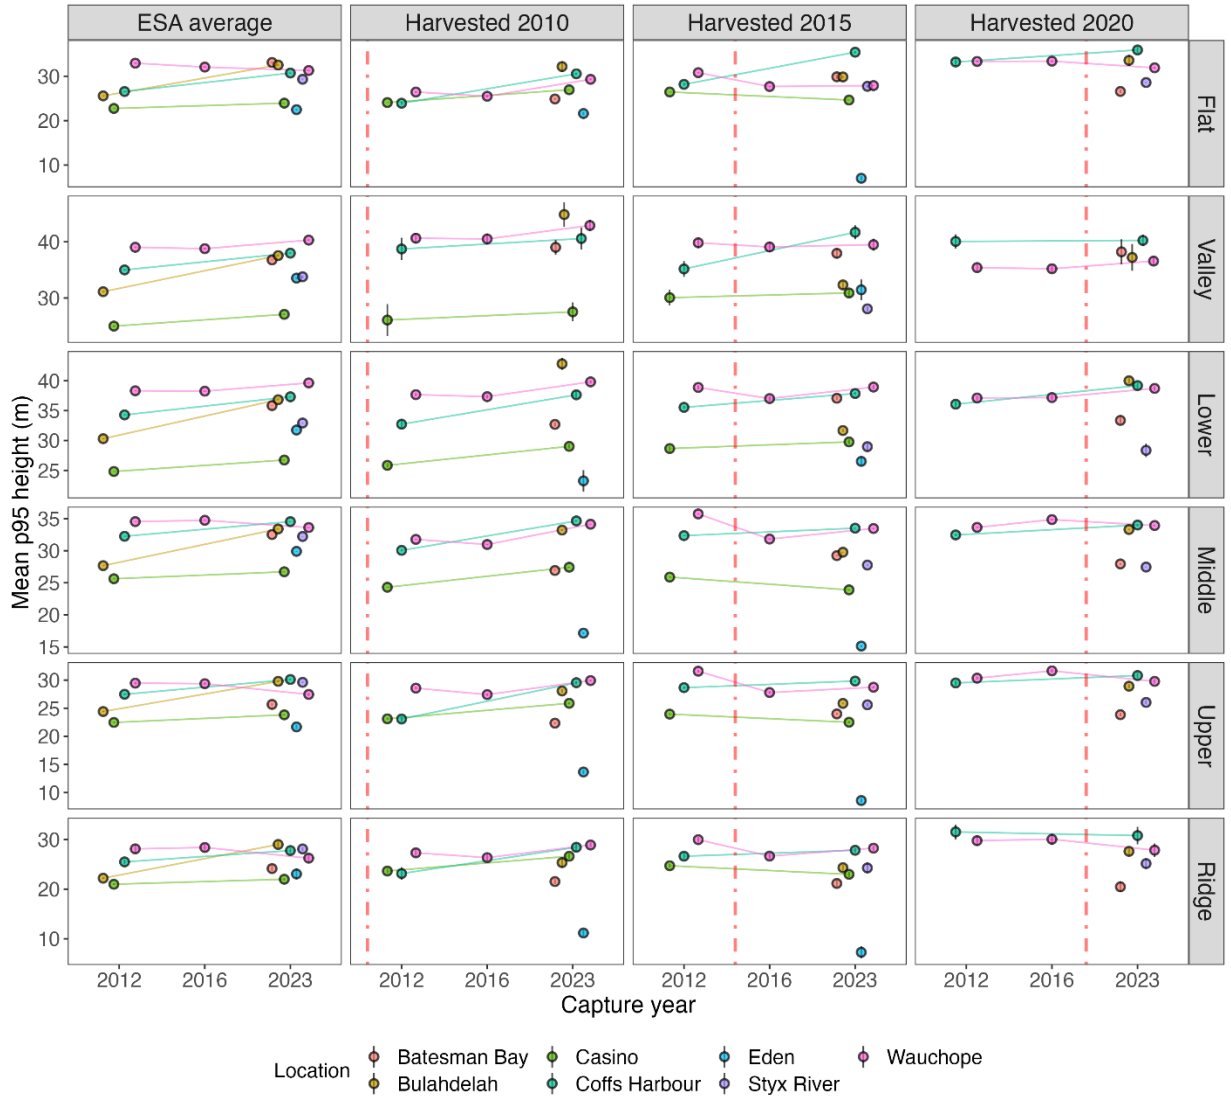 ESA average Harvested 2010 Harvested 2015 Harvested 2020
Mean p95 height (m)
30
20
10
Flat
40
30
Valley
40
35
30
25
Lower
35
30
25
20
15
Middle
30
25
20
15
10
Upper
30
20
10
Ridge
2012 2016 2023 2012 2016 2023 2012 2016 2023 2012 2016 2023
Capture year
Location
Batesman Bay Casino Eden Wauchope
Bulahdelah Coffs Harbour Styx River